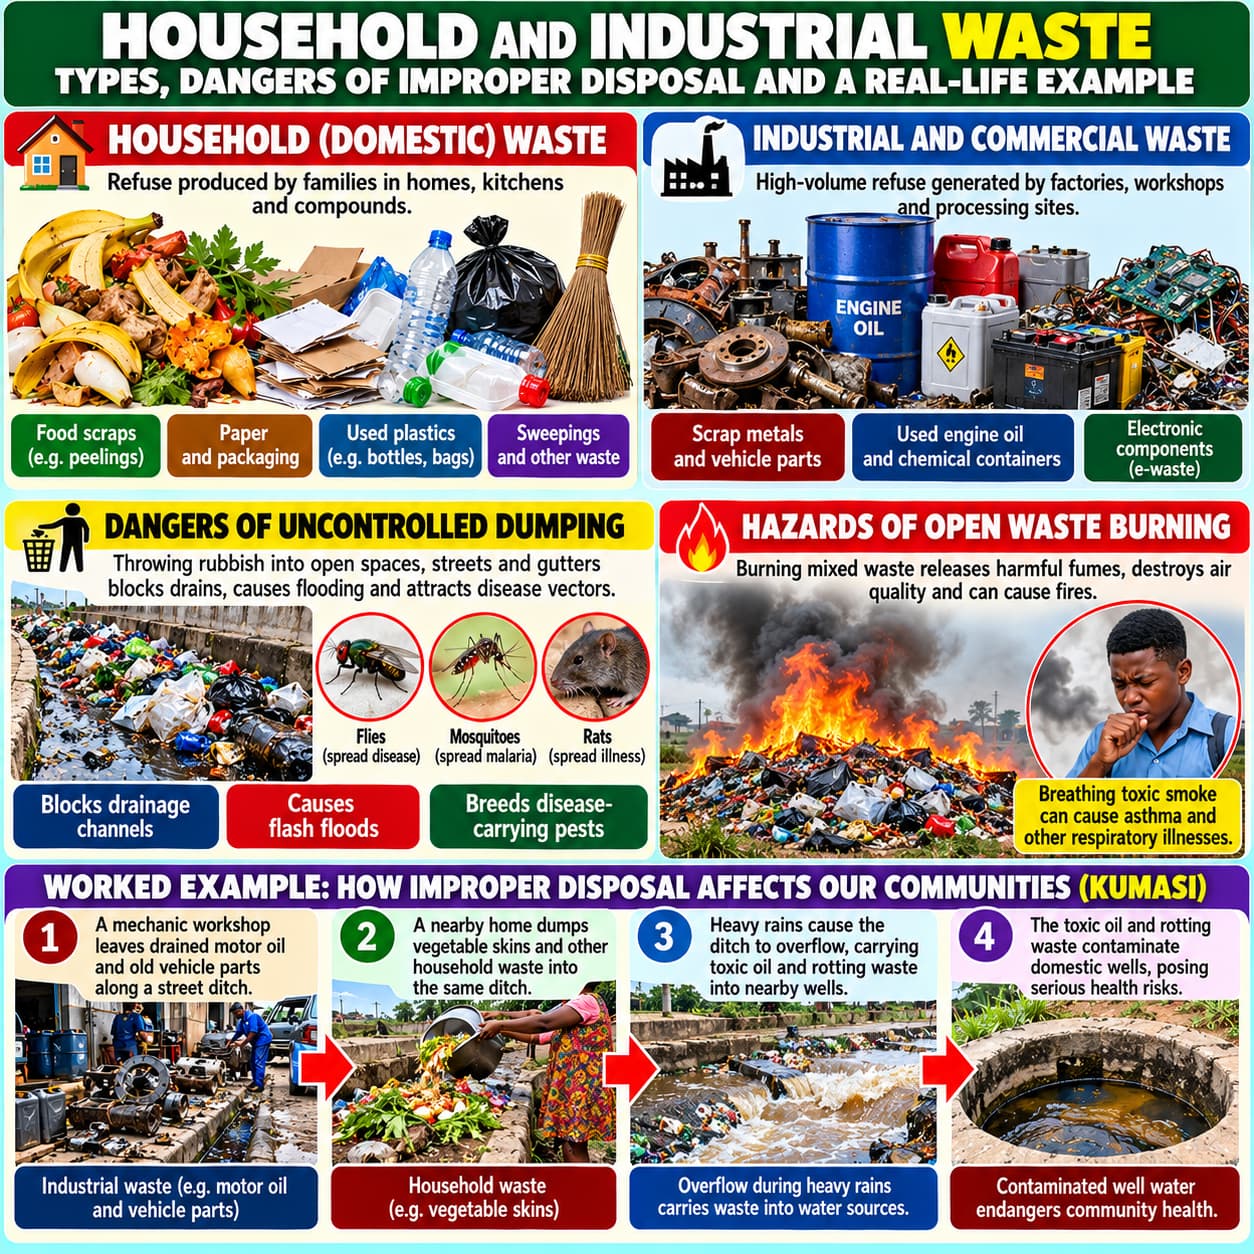 HOUSEHOLD AND INDUSTRIAL WASTE
TYPES, DANGERS OF IMPROPER DISPOSAL AND A REAL-LIFE EXAMPLE
HOUSEHOLD (DOMESTIC) WASTE
Refuse produced by families in homes, kitchens
and compounds.
Food scraps
(e.g. peelings)
Paper
and packaging
Used plastics
(e.g. bottles, bags)
Sweepings
and other waste
INDUSTRIAL AND COMMERCIAL WASTE
High-volume refuse generated by factories, workshops
and processing sites.
ENGINE
OIL
Scrap metals
and vehicle parts
Used engine oil
and chemical containers
Electronic
components
(e-waste)
DANGERS OF UNCONTROLLED DUMPING
Throwing rubbish into open spaces, streets and gutters
blocks drains, causes flooding and attracts disease vectors.
Flies
(spread disease)
Mosquitoes
(spread malaria)
Rats
(spread illness)
Blocks drainage
channels
Causes
flash floods
Breeds disease-
carrying pests
HAZARDS OF OPEN WASTE BURNING
Burning mixed waste releases harmful fumes, destroys air
quality and can cause fires.
Breathing toxic smoke
can cause asthma and
other respiratory illnesses.
WORKED EXAMPLE: HOW IMPROPER DISPOSAL AFFECTS OUR COMMUNITIES (KUMASI)
1
A mechanic workshop
leaves drained motor oil
and old vehicle parts
along a street ditch.
Industrial waste (e.g. motor oil
and vehicle parts)
2
A nearby home dumps
vegetable skins and other
household waste into
the same ditch.
Household waste
(e.g. vegetable skins)
3
Heavy rains cause the
ditch to overflow, carrying
toxic oil and rotting waste
into nearby wells.
Overflow during heavy rains
carries waste into water sources.
4
The toxic oil and rotting
waste contaminate
domestic wells, posing
serious health risks.
Contaminated well water
endangers community health.